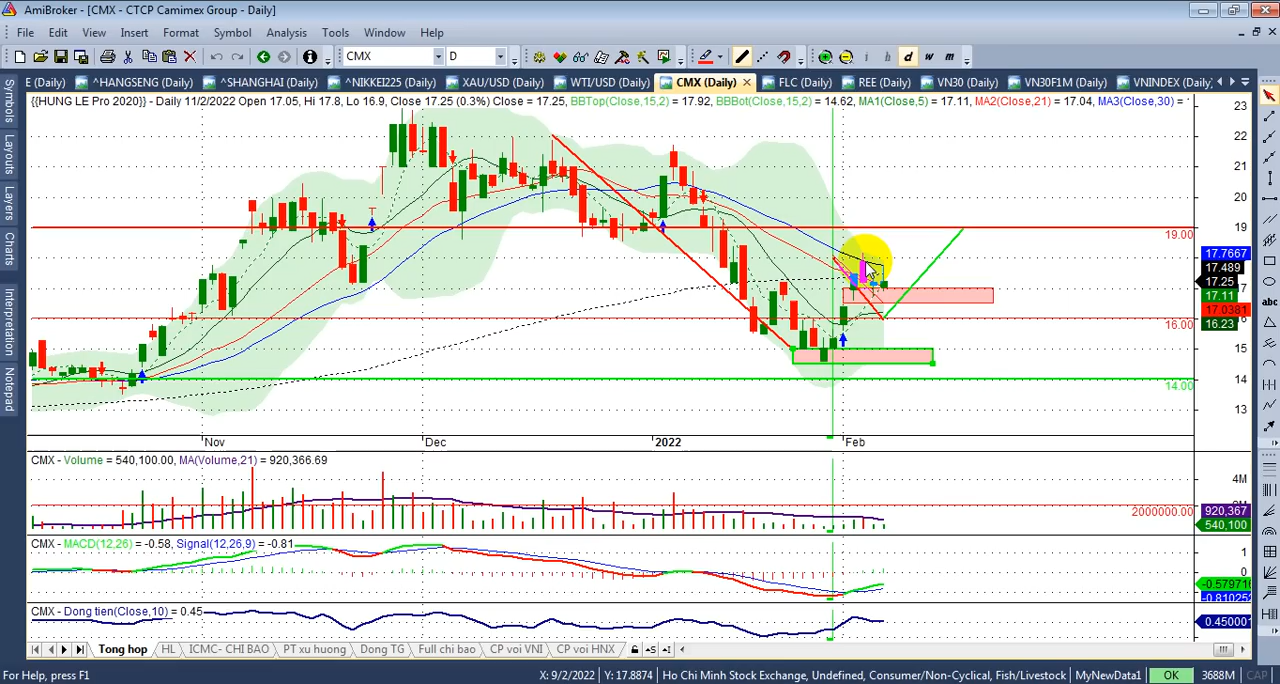 AmiBroker - [CMX - CTCP Camimex Group - Daily]
File Edit View Insert Format Symbol Analysis Tools Window Help
CMX D i h d w m
E (Daily) ^HANGSENG (Daily) ^SHANGHAI (Daily) ^NIKKEI225 (Daily) XAU/USD (Daily) WTI/USD (Daily) CMX (Daily) FLC (Daily) REE (Daily) VN30 (Daily) VN30F1M (Daily) VNINDEX (Daily)
{{HUNG LE Pro 2020}} - Daily 11/2/2022 Open 17.05, Hi 17.8, Lo 16.9, Close 17.25 (0.3%) Close = 17.25, BBTop(Close,15,2) = 17.92, BBBot(Close,15,2) = 14.62, MA1(Close,5) = 17.11, MA2(Close,21) = 17.04, MA3(Close,30) =
Symbols
Layouts
Layers
Charts
Interpretation
Notepad
23
22
21
20
19
19.00
17.7667
17.489
17.25
17.11
17.0381
16.23
16.00
15
14
14.00
13
abc
Nov Dec 2022 Feb
CMX - Volume = 540,100.00, MA(Volume,21) = 920,366.69
4M
2000000.00
920,367
540,100
CMX - MACD(12,26) = -0.58, Signal(12,26,9) = -0.81
1
0
-0.579716
-0.810252
CMX - Dong tien(Close,10) = 0.45
0.450001
Tong hop HL ICMC- CHI BAO PT xu huong Dong TG Full chi bao CP voi VNI CP voi HNX
For Help, press F1 X: 9/2/2022 Y: 17.8874 Ho Chi Minh Stock Exchange, Undefined, Consumer/Non-Cyclical, Fish/Livestock MyNewData1 OK 3688M CAP